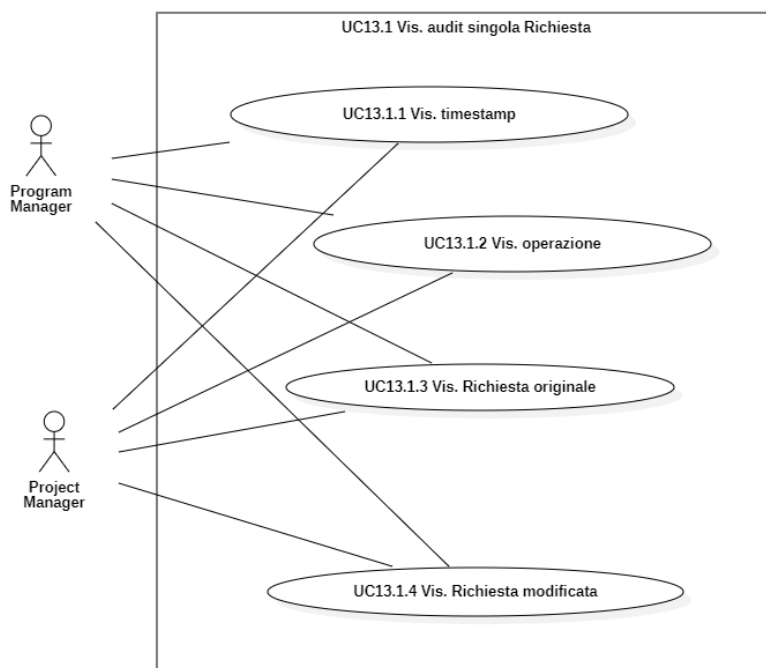 UC13.1 Vis. audit singola Richiesta
UC13.1.1 Vis. timestamp
Program
Manager
UC13.1.2 Vis. operazione
UC13.1.3 Vis. Richiesta originale
Project
Manager
UC13.1.4 Vis. Richiesta modificata